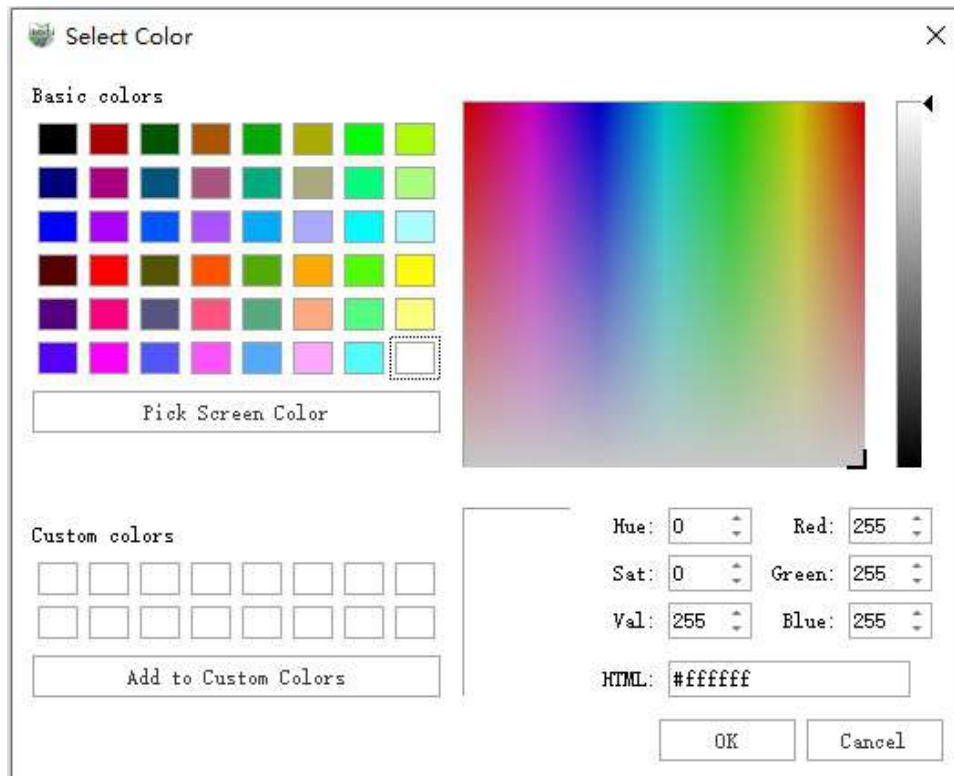 Select Color
Basic colors
Pick Screen Color
Custom colors
Add to Custom Colors
Hue: 0 Red: 255
Sat: 0 Green: 255
Val: 255 Blue: 255
HTML: #ffffff
OK Cancel